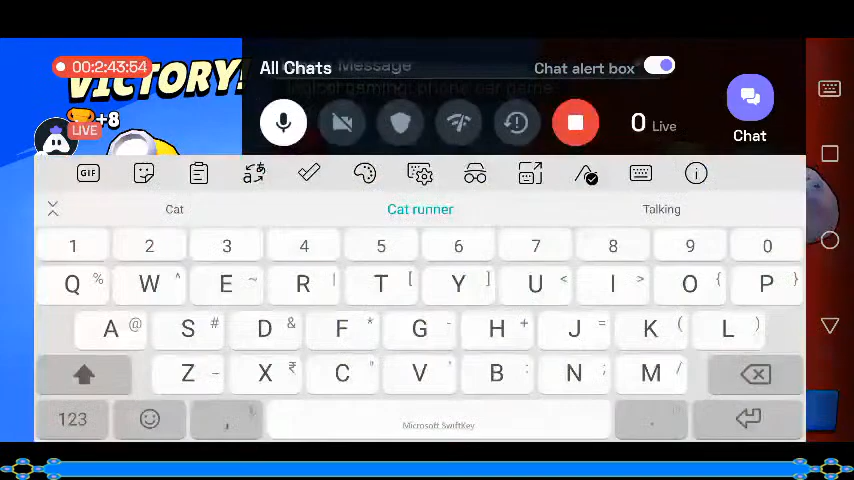 00:2:43:54
VICTORY!
+8
LIVE
All Chats
Message
Chat alert box
0 Live
Chat
GIF
Cat
Cat runner
Talking
1 2 3 4 5 6 7 8 9 0
Q % W ^ E ~ R | T [ Y ] U < I > O { P }
A @ S # D & F * G - H + J = K ( L )
Z _ X ₹ C " V ' B : N ; M /
123 , Microsoft SwiftKey .